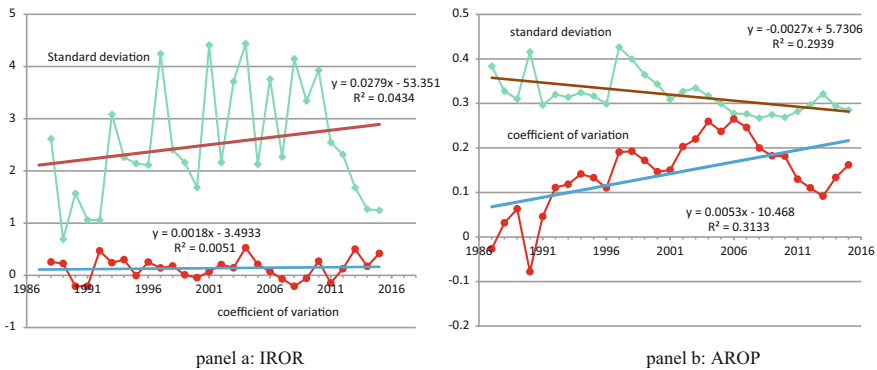 5
4
3
2
1
0
-1
1986
1991
1996
2001
2006
2011
2016
Standard deviation
y = 0.0279x - 53.351
R² = 0.0434
y = 0.0018x - 3.4933
R² = 0.0051
coefficient of variation
panel a: IROR
0.5
0.4
0.3
0.2
0.1
0
-0.1
-0.2
1986
1991
1996
2001
2006
2011
2016
standard deviation
y = -0.0027x + 5.7306
R² = 0.2939
coefficient of variation
y = 0.0053x - 10.468
R² = 0.3133
panel b: AROP